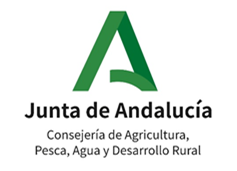 Junta de Andalucía
Consejería de Agricultura,
Pesca, Agua y Desarrollo Rural